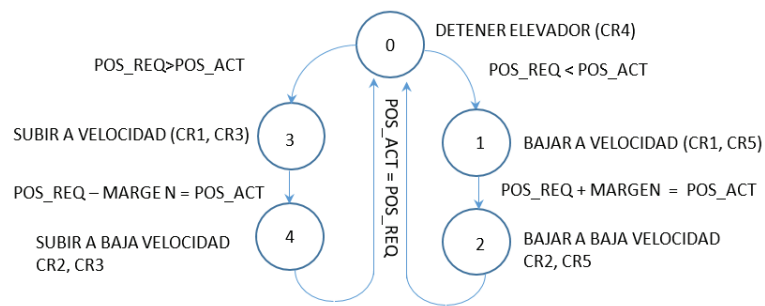 0
DETENER ELEVADOR (CR4)
POS_REQ>POS_ACT
POS_REQ < POS_ACT
3
SUBIR A VELOCIDAD (CR1, CR3)
POS_ACT = POS_REQ
1
BAJAR A VELOCIDAD (CR1, CR5)
POS_REQ – MARGE N = POS_ACT
POS_REQ + MARGEN = POS_ACT
4
SUBIR A BAJA VELOCIDAD
CR2, CR3
2
BAJAR A BAJA VELOCIDAD
CR2, CR5